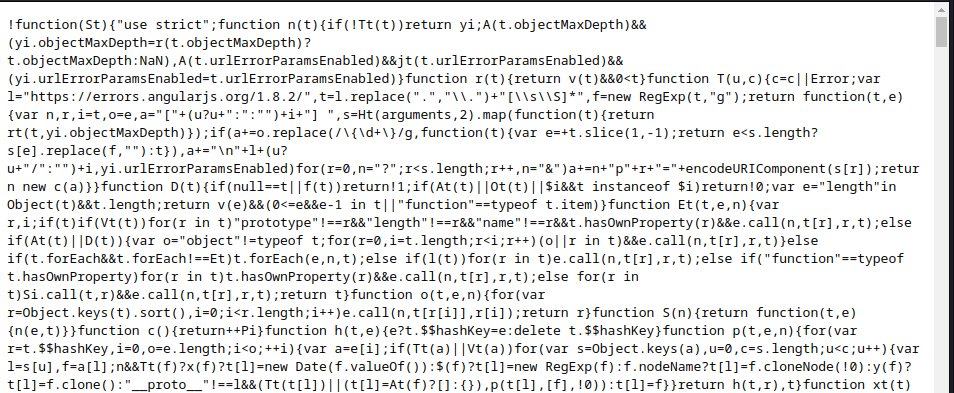 !function(St){"use strict";function n(t){if(!Tt(t))return yi;A(t.objectMaxDepth)&&
(yi.objectMaxDepth=r(t.objectMaxDepth)?
t.objectMaxDepth:NaN),A(t.urlErrorParamsEnabled)&&jt(t.urlErrorParamsEnabled)&&
(yi.urlErrorParamsEnabled=t.urlErrorParamsEnabled)}function r(t){return v(t)&&0<t}function T(u,c){c=c||Error;var
l="https://errors.angularjs.org/1.8.2/",t=l.replace(".","\\.")+"[\\s\\S]*",f=new RegExp(t,"g");return function(t,e)
{var n,r,i=t,o=e,a="["+(u?u+":":"")+i+"] ",s=Ht(arguments,2).map(function(t){return
rt(t,yi.objectMaxDepth)});if(a+=o.replace(/\{\d+\}/g,function(t){var e=+t.slice(1,-1);return e<s.length?
s[e].replace(f,""):t}),a+="\n"+l+(u?
u+"/":"")+i,yi.urlErrorParamsEnabled)for(r=0,n="?";r<s.length;r++,n="&")a+=n+"p"+r+"="+encodeURIComponent(s[r]);retur
n new c(a)}}function D(t){if(null==t||f(t))return!1;if(At(t)||Ot(t)||$i&&t instanceof $i)return!0;var e="length"in
Object(t)&&t.length;return v(e)&&(0<=e&&e-1 in t||"function"==typeof t.item)}function Et(t,e,n){var
r,i;if(t)if(Vt(t))for(r in t)"prototype"!==r&&"length"!==r&&"name"!==r&&t.hasOwnProperty(r)&&e.call(n,t[r],r,t);else
if(At(t)||D(t)){var o="object"!=typeof t;for(r=0,i=t.length;r<i;r++)(o||r in t)&&e.call(n,t[r],r,t)}else
if(t.forEach&&t.forEach!==Et)t.forEach(e,n,t);else if(l(t))for(r in t)e.call(n,t[r],r,t);else if("function"==typeof
t.hasOwnProperty)for(r in t)t.hasOwnProperty(r)&&e.call(n,t[r],r,t);else for(r in
t)Si.call(t,r)&&e.call(n,t[r],r,t);return t}function o(t,e,n){for(var
r=Object.keys(t).sort(),i=0;i<r.length;i++)e.call(n,t[r[i]],r[i]);return r}function S(n){return function(t,e)
{n(e,t)}}function c(){return++Pi}function h(t,e){e?t.$$hashKey=e:delete t.$$hashKey}function p(t,e,n){for(var
r=t.$$hashKey,i=0,o=e.length;i<o;++i){var a=e[i];if(Tt(a)||Vt(a))for(var s=Object.keys(a),u=0,c=s.length;u<c;u++){var
l=s[u],f=a[l];n&&Tt(f)?x(f)?t[l]=new Date(f.valueOf()):$(f)?t[l]=new RegExp(f):f.nodeName?t[l]=f.cloneNode(!0):y(f)?
t[l]=f.clone():"__proto__"!==l&&(Tt(t[l])||(t[l]=At(f)?[]:{}),p(t[l],[f],!0)):t[l]=f}}return h(t,r),t}function xt(t)